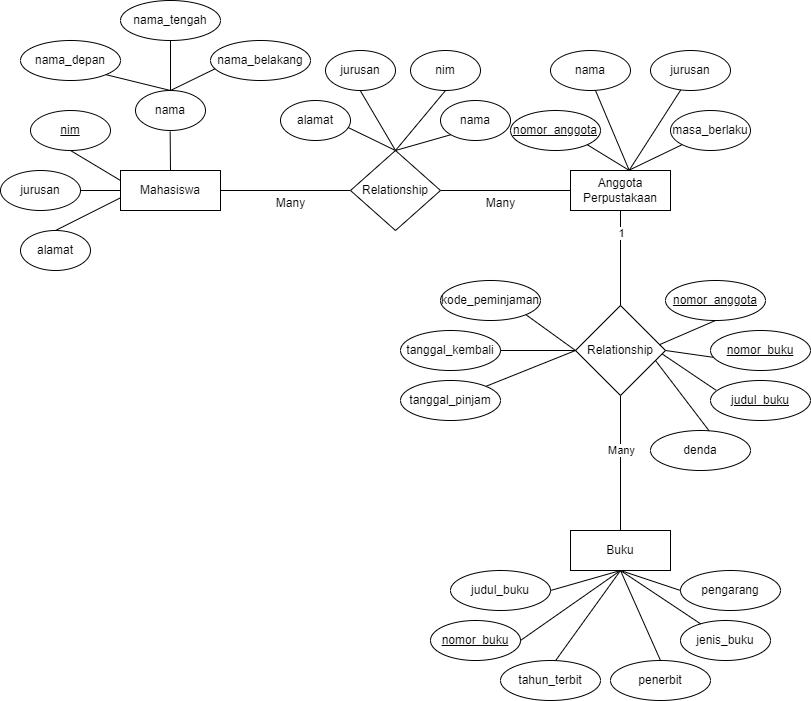 nama_tengah
nama_depan
nama_belakang
nama
nim
jurusan
alamat
Mahasiswa
Many
jurusan
nim
alamat
nama
Relationship
Many
nama
jurusan
nomor_anggota
masa_berlaku
Anggota
Perpustakaan
1
kode_peminjaman
tanggal_kembali
tanggal_pinjam
Relationship
nomor_anggota
nomor_buku
judul_buku
denda
Many
Buku
judul_buku
pengarang
nomor_buku
jenis_buku
tahun_terbit
penerbit